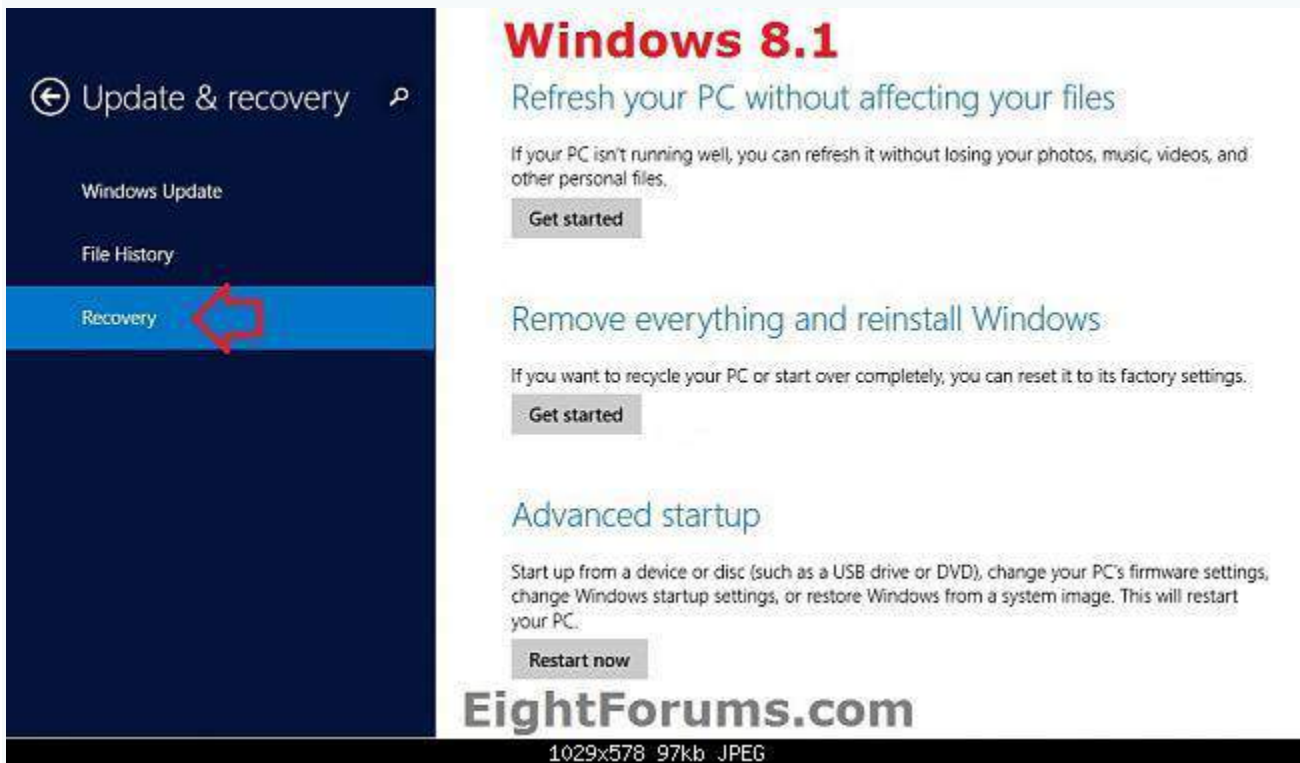 Update & recovery
Windows Update
File History
Recovery
Windows 8.1
Refresh your PC without affecting your files
If your PC isn't running well, you can refresh it without losing your photos, music, videos, and
other personal files.
Get started
Remove everything and reinstall Windows
If you want to recycle your PC or start over completely, you can reset it to its factory settings.
Get started
Advanced startup
Start up from a device or disc (such as a USB drive or DVD), change your PC's firmware settings,
change Windows startup settings, or restore Windows from a system image. This will restart
your PC.
Restart now
EightForums.com
1029x578 97kb JPEG